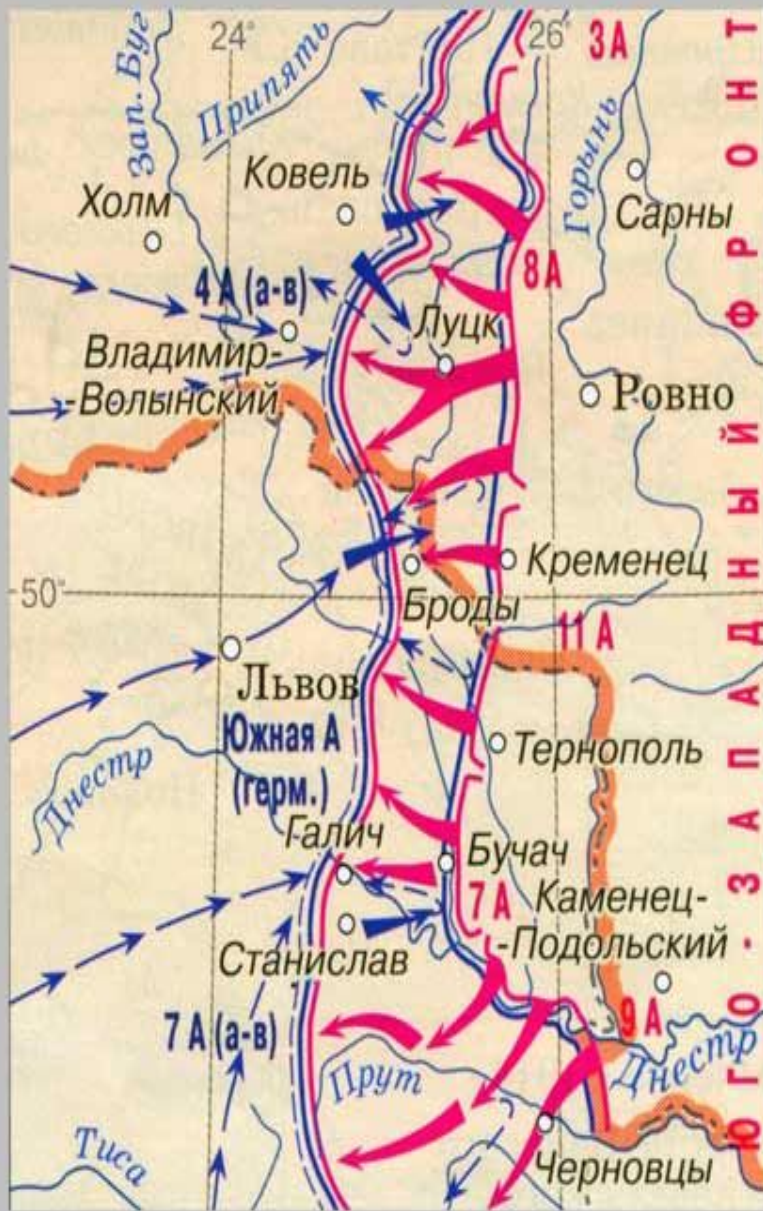 24°
26°
3 А
Зап. Буг
Припять
Горынь
Ковель
Холм
Сарны
8 А
4 А (а-в)
Луцк
Владимир-
-Волынский
Ровно
Кременец
50°
Броды
11 А
Львов
Южная А
(герм.)
Тернополь
Днестр
Галич
Бучач
7 А
Каменец-
-Подольский
Станислав
7 А (а-в)
9 А
Прут
Днестр
Тиса
Черновцы
ЮГО-ЗАПАДНЫЙ ФРОНТ